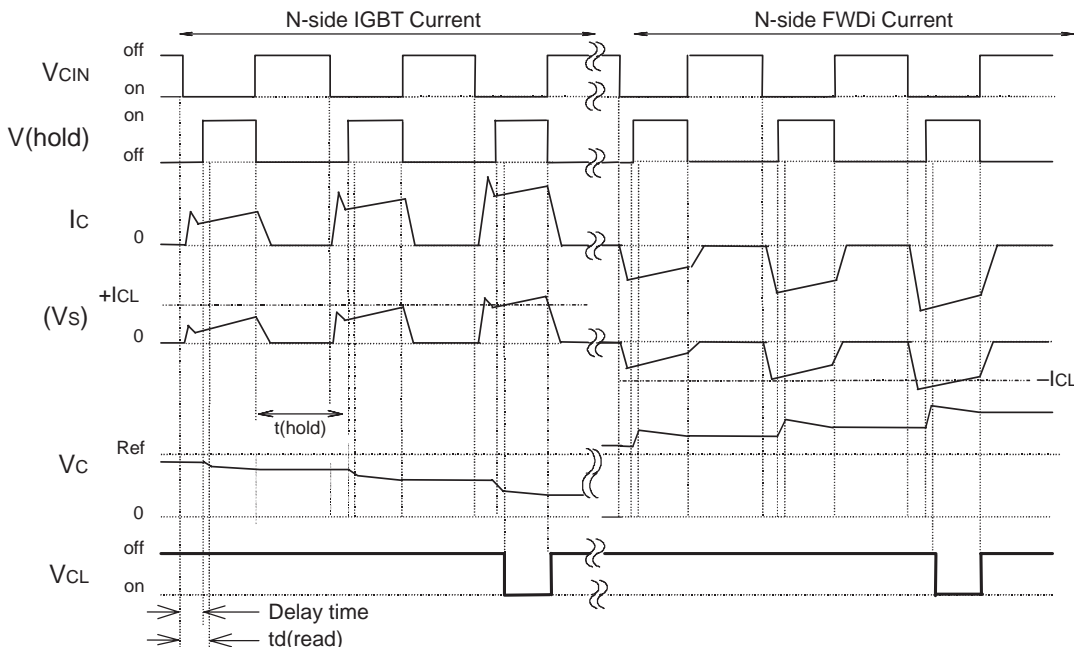 N-side IGBT Current
N-side FWDi Current
off
VCIN
on
on
V(hold)
off
IC
0
+ICL
(VS)
0
–ICL
t(hold)
Ref
VC
0
off
VCL
on
Delay time
td(read)